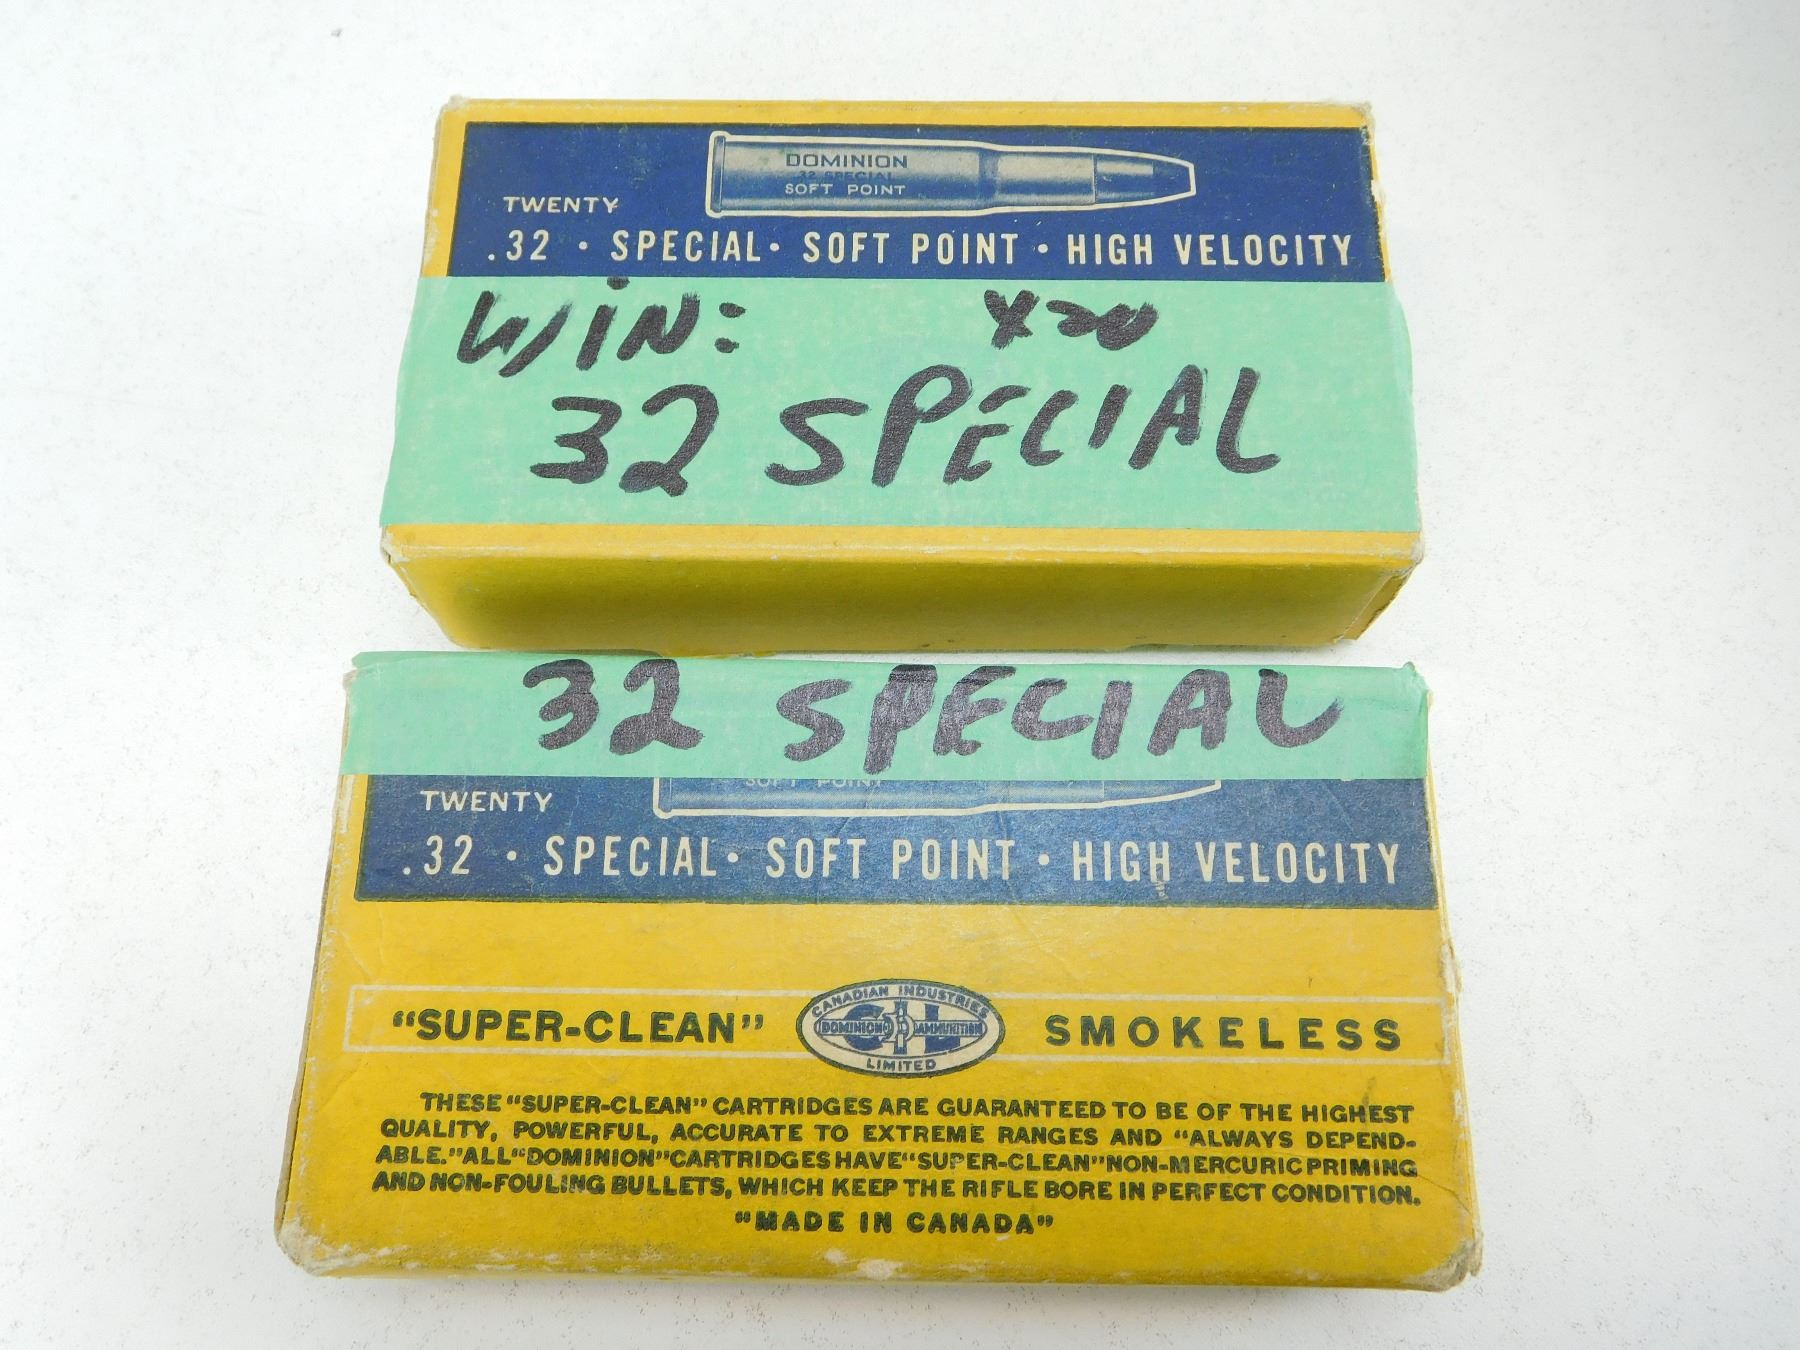 DOMINION
32 SPECIAL
SOFT POINT
TWENTY
.32 · SPECIAL · SOFT POINT · HIGH VELOCITY
WIN: X20
32 SPECIAL
32 SPECIAL
SOFT POINT
TWENTY
.32 · SPECIAL · SOFT POINT · HIGH VELOCITY
CANADIAN INDUSTRIES
"SUPER-CLEAN" DOMINION CIL AMMUNITION SMOKELESS
LIMITED
THESE "SUPER-CLEAN" CARTRIDGES ARE GUARANTEED TO BE OF THE HIGHEST
QUALITY, POWERFUL, ACCURATE TO EXTREME RANGES AND "ALWAYS DEPEND-
ABLE." ALL "DOMINION" CARTRIDGES HAVE "SUPER-CLEAN" NON-MERCURIC PRIMING
AND NON-FOULING BULLETS, WHICH KEEP THE RIFLE BORE IN PERFECT CONDITION.
"MADE IN CANADA"